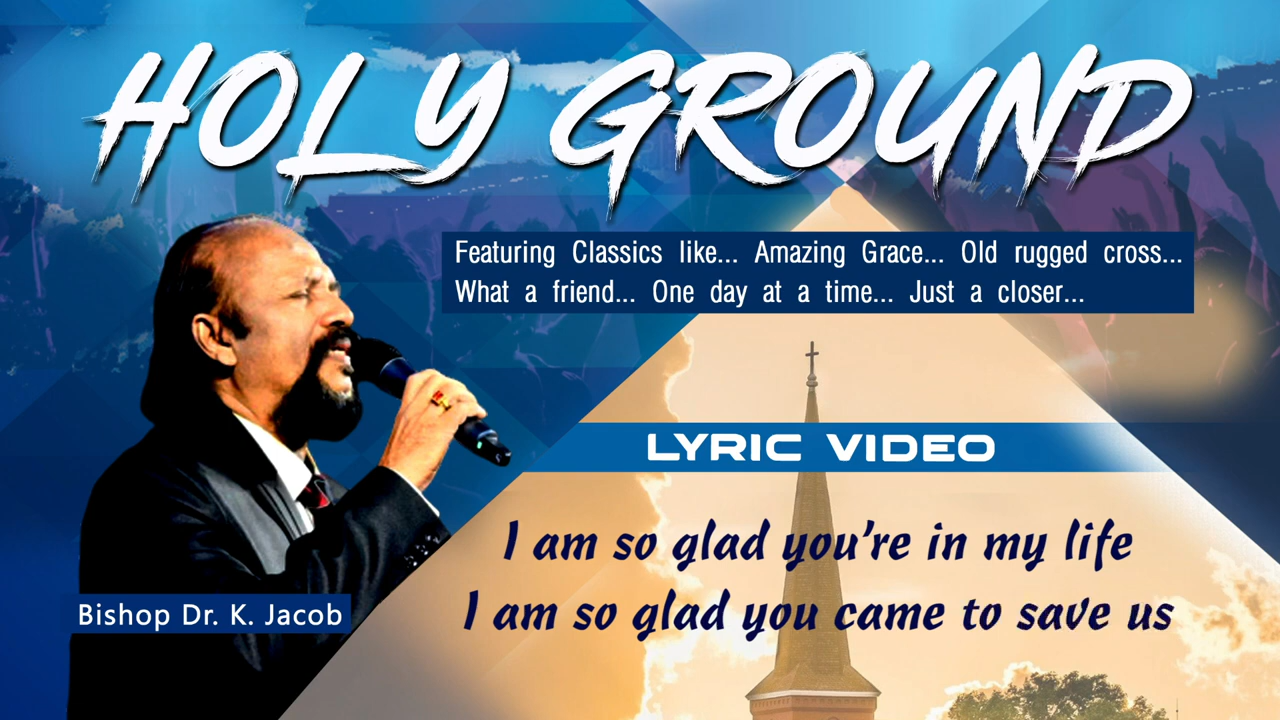 HOLY GROUND
Featuring Classics like... Amazing Grace... Old rugged cross...
What a friend... One day at a time... Just a closer...
LYRIC VIDEO
I am so glad you're in my life
I am so glad you came to save us
Bishop Dr. K. Jacob